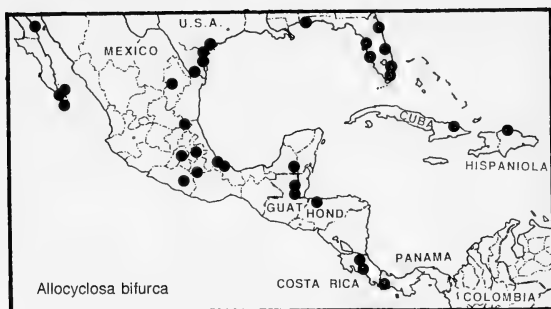 U.S.A.
MEXICO
CUBA
HISPANIOLA
GUAT
HOND.
PANAMA
COSTA RICA
COLOMBIA
Allocyclosa bifurca